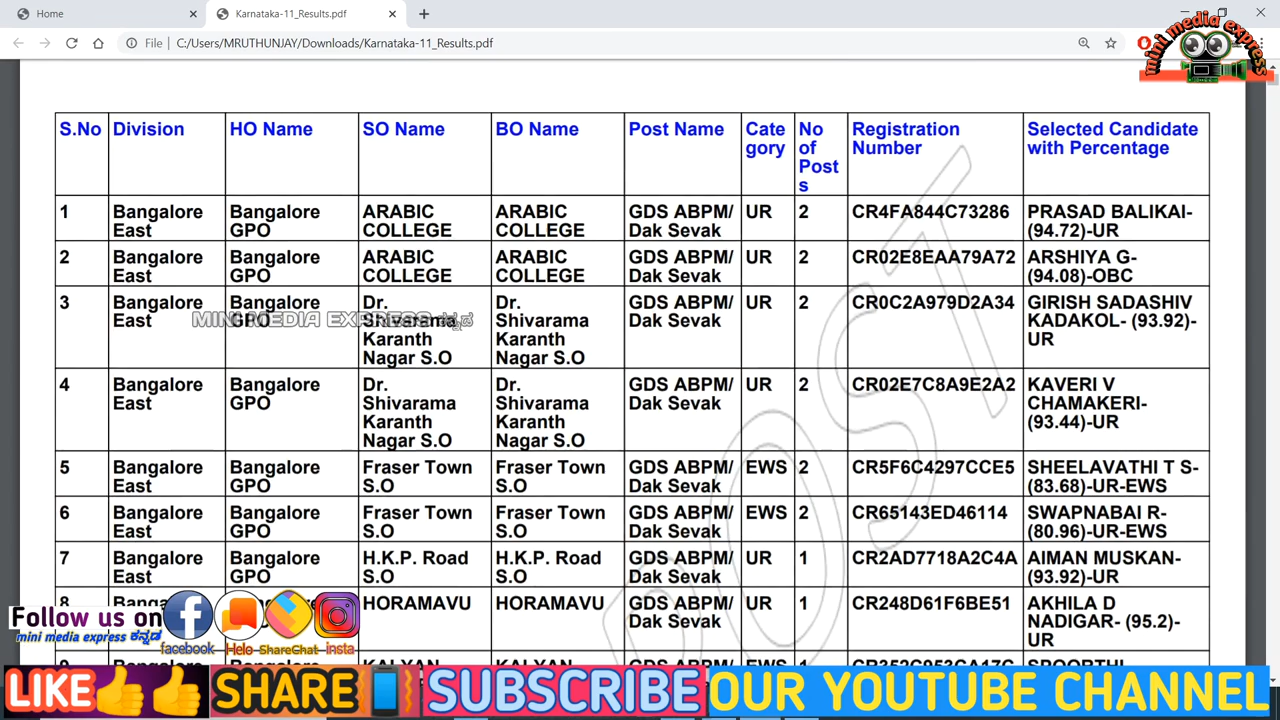 Home
Karnataka-11_Results.pdf
File C:/Users/MRUTHUNJAY/Downloads/Karnataka-11_Results.pdf
mini media express
S.No Division HO Name SO Name BO Name Post Name Cate gory No of Post s Registration Number Selected Candidate with Percentage
1 Bangalore East Bangalore GPO ARABIC COLLEGE ARABIC COLLEGE GDS ABPM/ Dak Sevak UR 2 CR4FA844C73286 PRASAD BALIKAI- (94.72)-UR
2 Bangalore East Bangalore GPO ARABIC COLLEGE ARABIC COLLEGE GDS ABPM/ Dak Sevak UR 2 CR02E8EAA79A72 ARSHIYA G- (94.08)-OBC
3 Bangalore East Bangalore GPO Dr. Shivarama Karanth Nagar S.O Dr. Shivarama Karanth Nagar S.O GDS ABPM/ Dak Sevak UR 2 CR0C2A979D2A34 GIRISH SADASHIV KADAKOL- (93.92)- UR
MINI MEDIA EXPRESS ಕನ್ನಡ
4 Bangalore East Bangalore GPO Dr. Shivarama Karanth Nagar S.O Dr. Shivarama Karanth Nagar S.O GDS ABPM/ Dak Sevak UR 2 CR02E7C8A9E2A2 KAVERI V CHAMAKERI- (93.44)-UR
5 Bangalore East Bangalore GPO Fraser Town S.O Fraser Town S.O GDS ABPM/ Dak Sevak EWS 2 CR5F6C4297CCE5 SHEELAVATHI T S- (83.68)-UR-EWS
6 Bangalore East Bangalore GPO Fraser Town S.O Fraser Town S.O GDS ABPM/ Dak Sevak EWS 2 CR65143ED46114 SWAPNABAI R- (80.96)-UR-EWS
7 Bangalore East Bangalore GPO H.K.P. Road S.O H.K.P. Road S.O GDS ABPM/ Dak Sevak UR 1 CR2AD7718A2C4A AIMAN MUSKAN- (93.92)-UR
8 HORAMAVU HORAMAVU GDS ABPM/ Dak Sevak UR 1 CR248D61F6BE51 AKHILA D NADIGAR- (95.2)- UR
POST
Follow us on
mini media express ಕನ್ನಡ
facebook Helo ShareChat insta
LIKE SHARE SUBSCRIBE OUR YOUTUBE CHANNEL